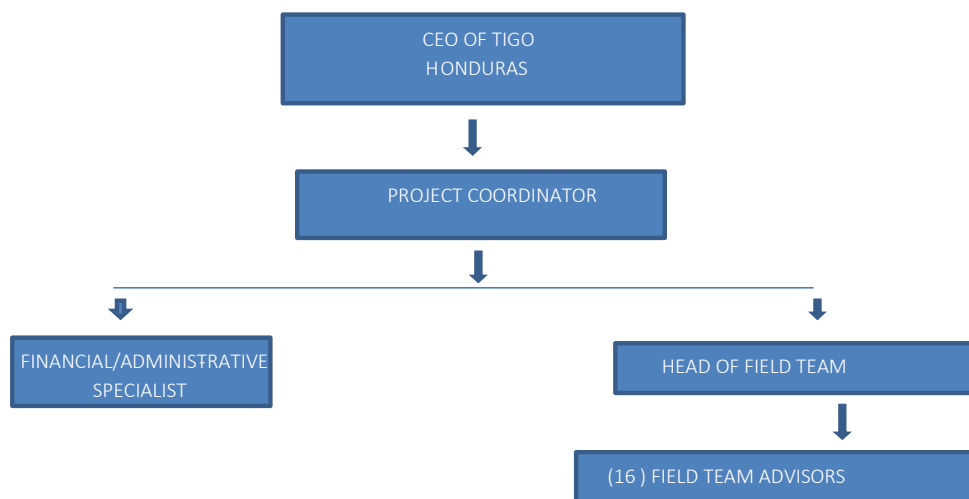 CEO OF TIGO
HONDURAS
PROJECT COORDINATOR
FINANCIAL/ADMINISTRATIVE
SPECIALIST
HEAD OF FIELD TEAM
(16 ) FIELD TEAM ADVISORS